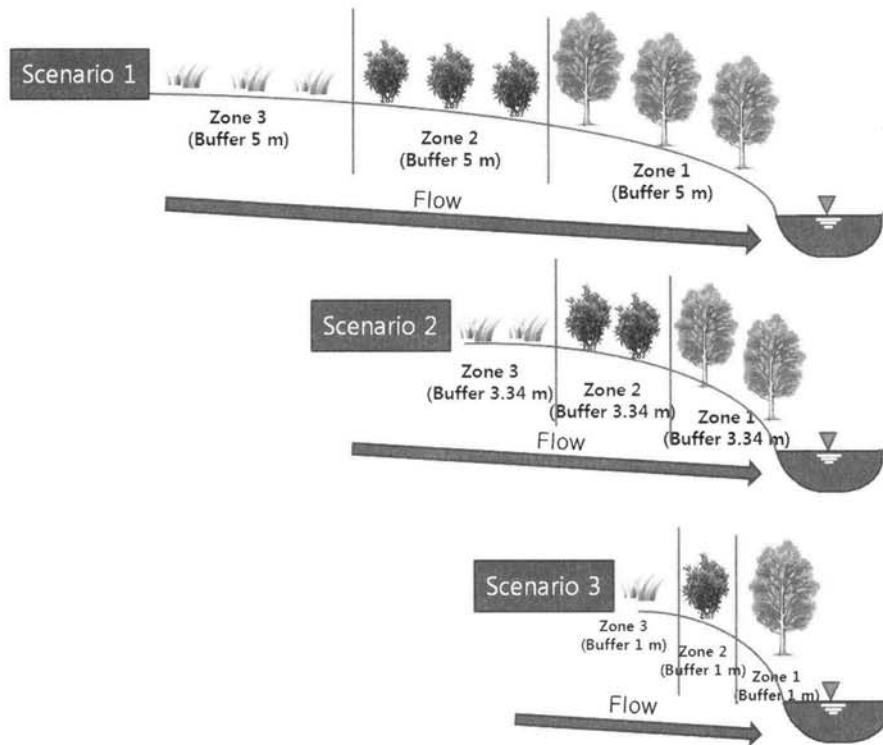 Scenario 1
Zone 3
(Buffer 5 m)
Zone 2
(Buffer 5 m)
Zone 1
(Buffer 5 m)
Flow
Scenario 2
Zone 3
(Buffer 3.34 m)
Zone 2
(Buffer 3.34 m)
Zone 1
(Buffer 3.34 m)
Flow
Scenario 3
Zone 3
(Buffer 1 m)
Zone 2
(Buffer 1 m)
Zone 1
(Buffer 1 m)
Flow